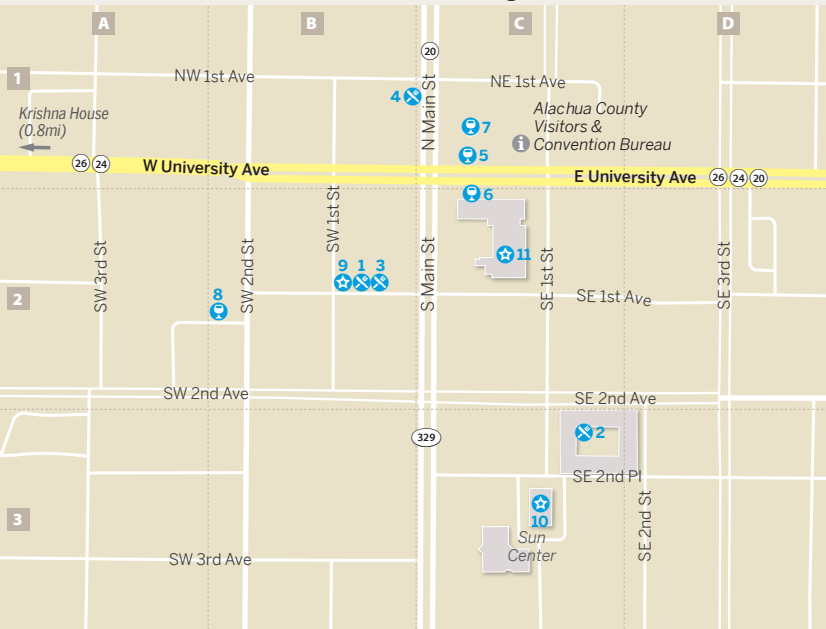 A
B
C
D
20
1
NW 1st Ave
NE 1st Ave
4
N Main St
Krishna House
(0.8mi)
7
Alachua County
Visitors &
Convention Bureau
5
26
24
W University Ave
E University Ave
26
24
20
6
SW 3rd St
SW 2nd St
SW 1st St
S Main St
11
SE 1st St
SE 3rd St
9
1
3
2
8
SE 1st Ave
SW 2nd Ave
SE 2nd Ave
329
2
SE 2nd Pl
3
10
Sun
Center
SE 2nd St
SW 3rd Ave